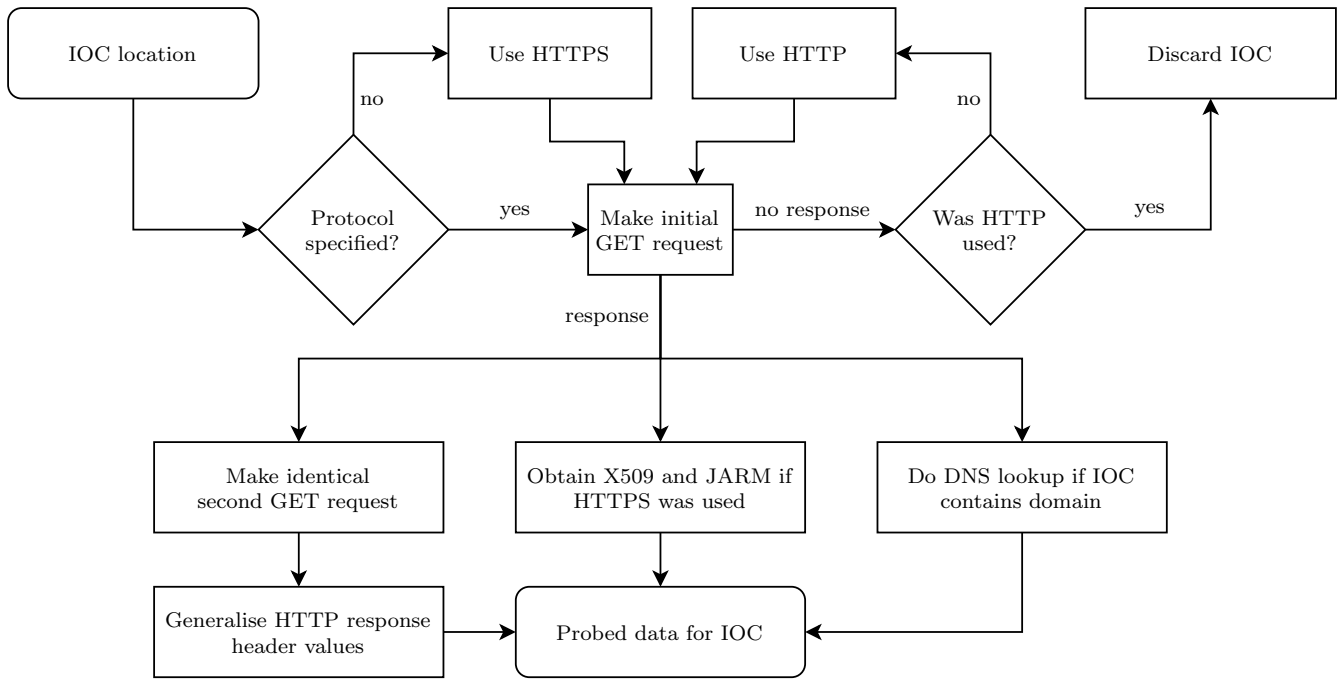 IOC location
Use HTTPS
Use HTTP
Discard IOC
no
no
Protocol
specified?
yes
Make initial
GET request
no response
Was HTTP
used?
yes
response
Make identical
second GET request
Obtain X509 and JARM if
HTTPS was used
Do DNS lookup if IOC
contains domain
Generalise HTTP response
header values
Probed data for IOC